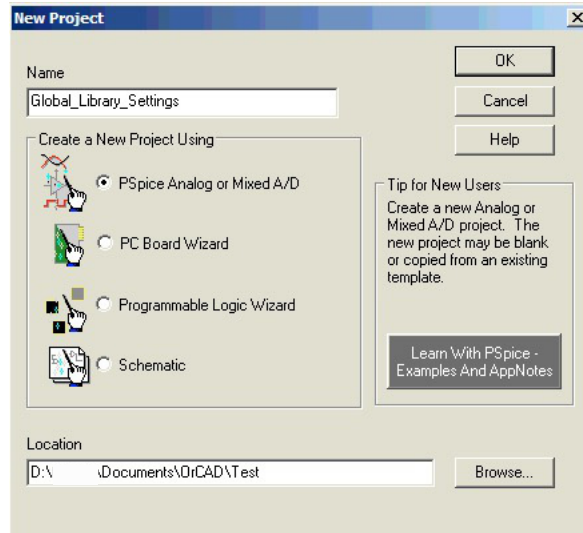 New Project
Name
Global_Library_Settings
OK
Cancel
Help
Create a New Project Using
PSpice Analog or Mixed A/D
PC Board Wizard
Programmable Logic Wizard
Schematic
Tip for New Users
Create a new Analog or
Mixed A/D project. The
new project may be blank
or copied from an existing
template.
Learn With PSpice -
Examples And AppNotes
Location
D:\ \Documents\OrCAD\Test
Browse...